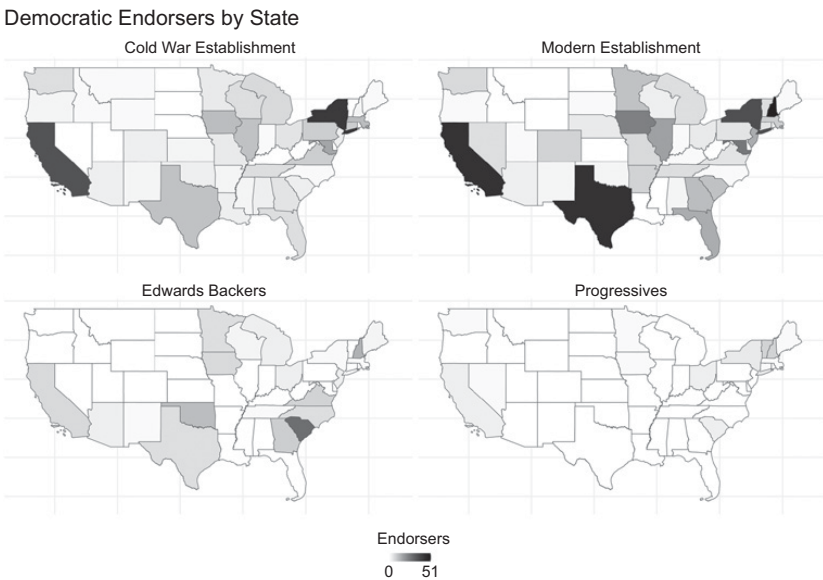 Democratic Endorsers by State
Cold War Establishment
Modern Establishment
Edwards Backers
Progressives
Endorsers
0 51